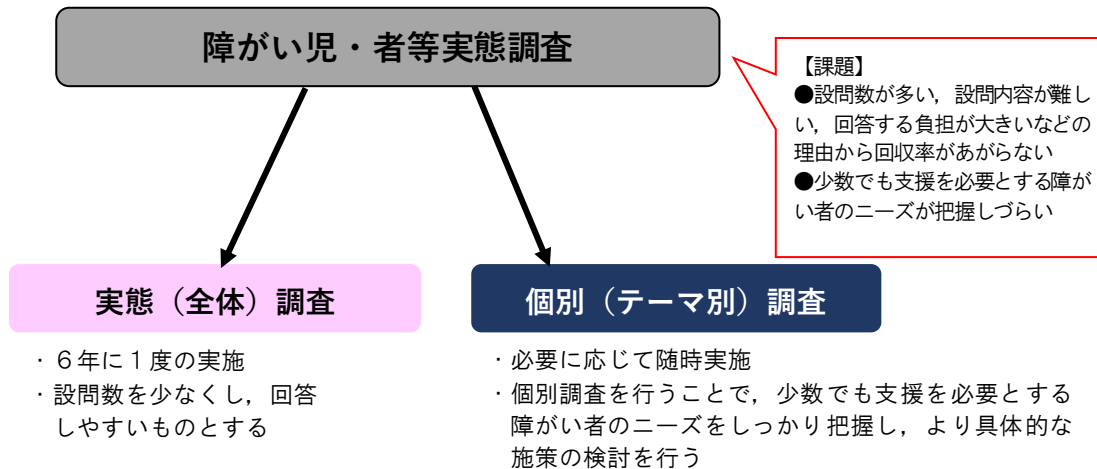 障がい児・者等実態調査
【課題】
●設問数が多い，設問内容が難し
い，回答する負担が大きいなどの
理由から回収率があがらない
●少数でも支援を必要とする障が
い者のニーズが把握しづらい
実態（全体）調査
・６年に１度の実施
・設問数を少なくし，回答
しやすいものとする
個別（テーマ別）調査
・必要に応じて随時実施
・個別調査を行うことで，少数でも支援を必要とする
障がい者のニーズをしっかり把握し，より具体的な
施策の検討を行う